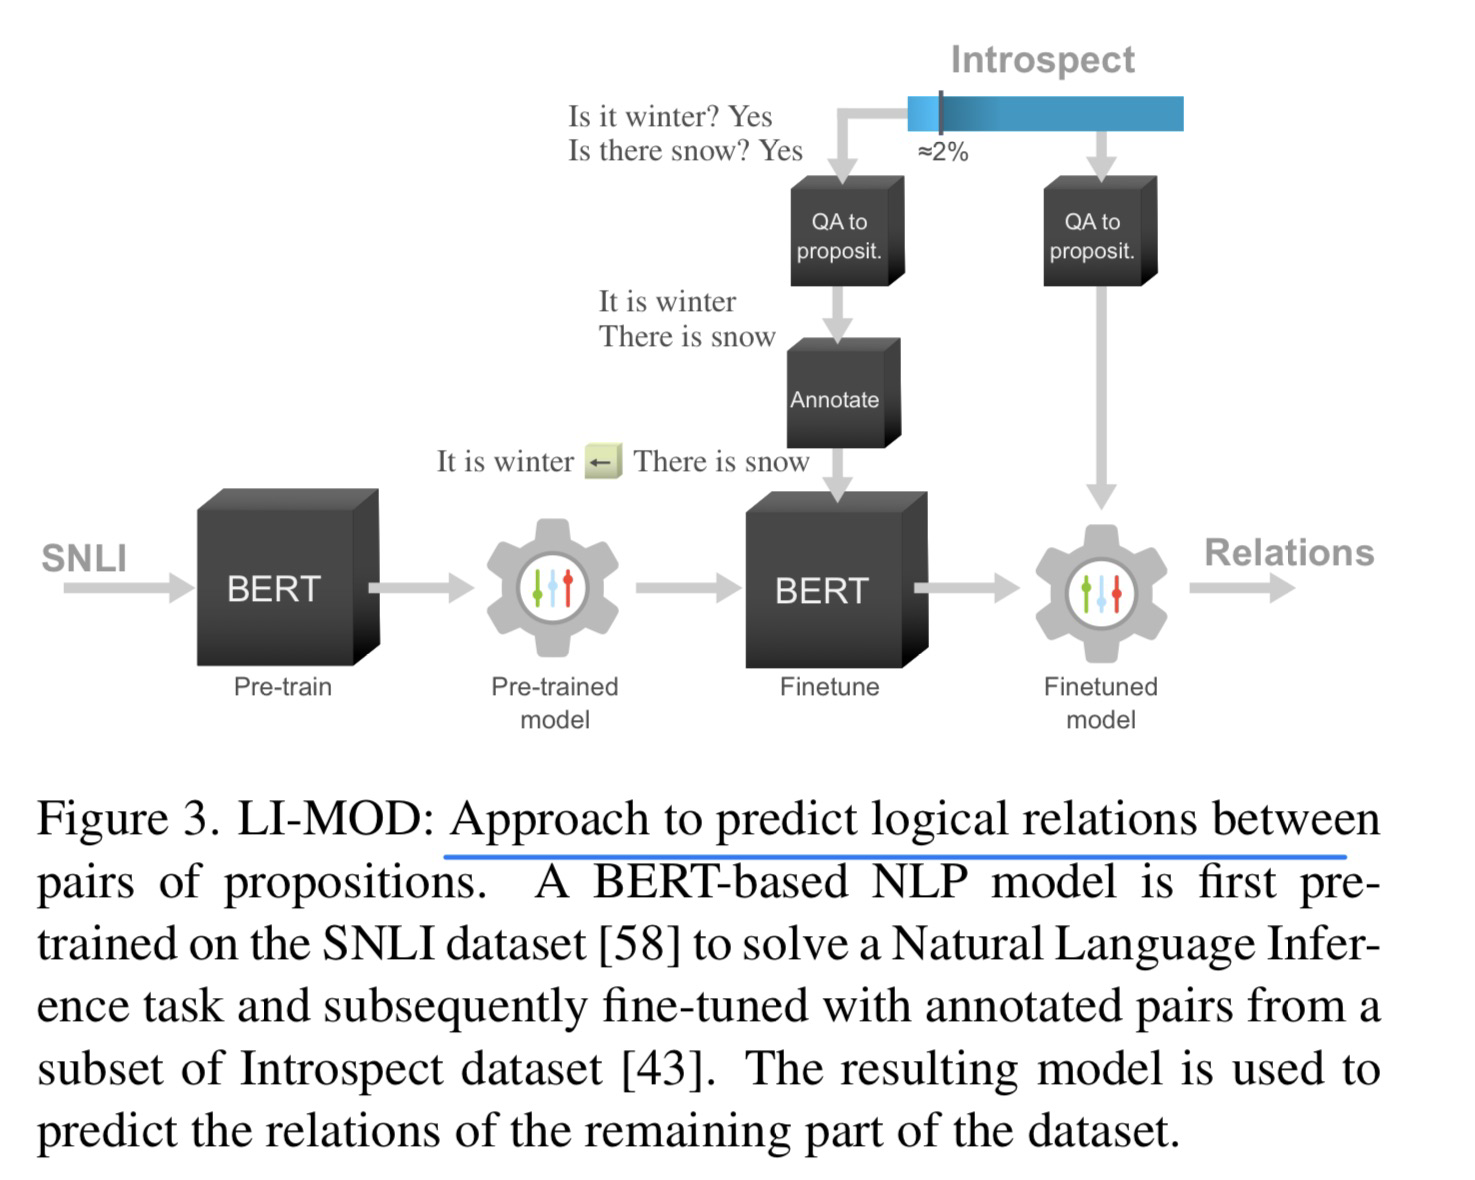 Introspect
Is it winter? Yes
Is there snow? Yes
≈2%
QA to
proposit.
QA to
proposit.
It is winter
There is snow
Annotate
It is winter ← There is snow
SNLI
BERT
BERT
Relations
Pre-train
Pre-trained
model
Finetune
Finetuned
model
Figure 3. LI-MOD: Approach to predict logical relations between
pairs of propositions. A BERT-based NLP model is first pre-
trained on the SNLI dataset [58] to solve a Natural Language Infer-
ence task and subsequently fine-tuned with annotated pairs from a
subset of Introspect dataset [43]. The resulting model is used to
predict the relations of the remaining part of the dataset.